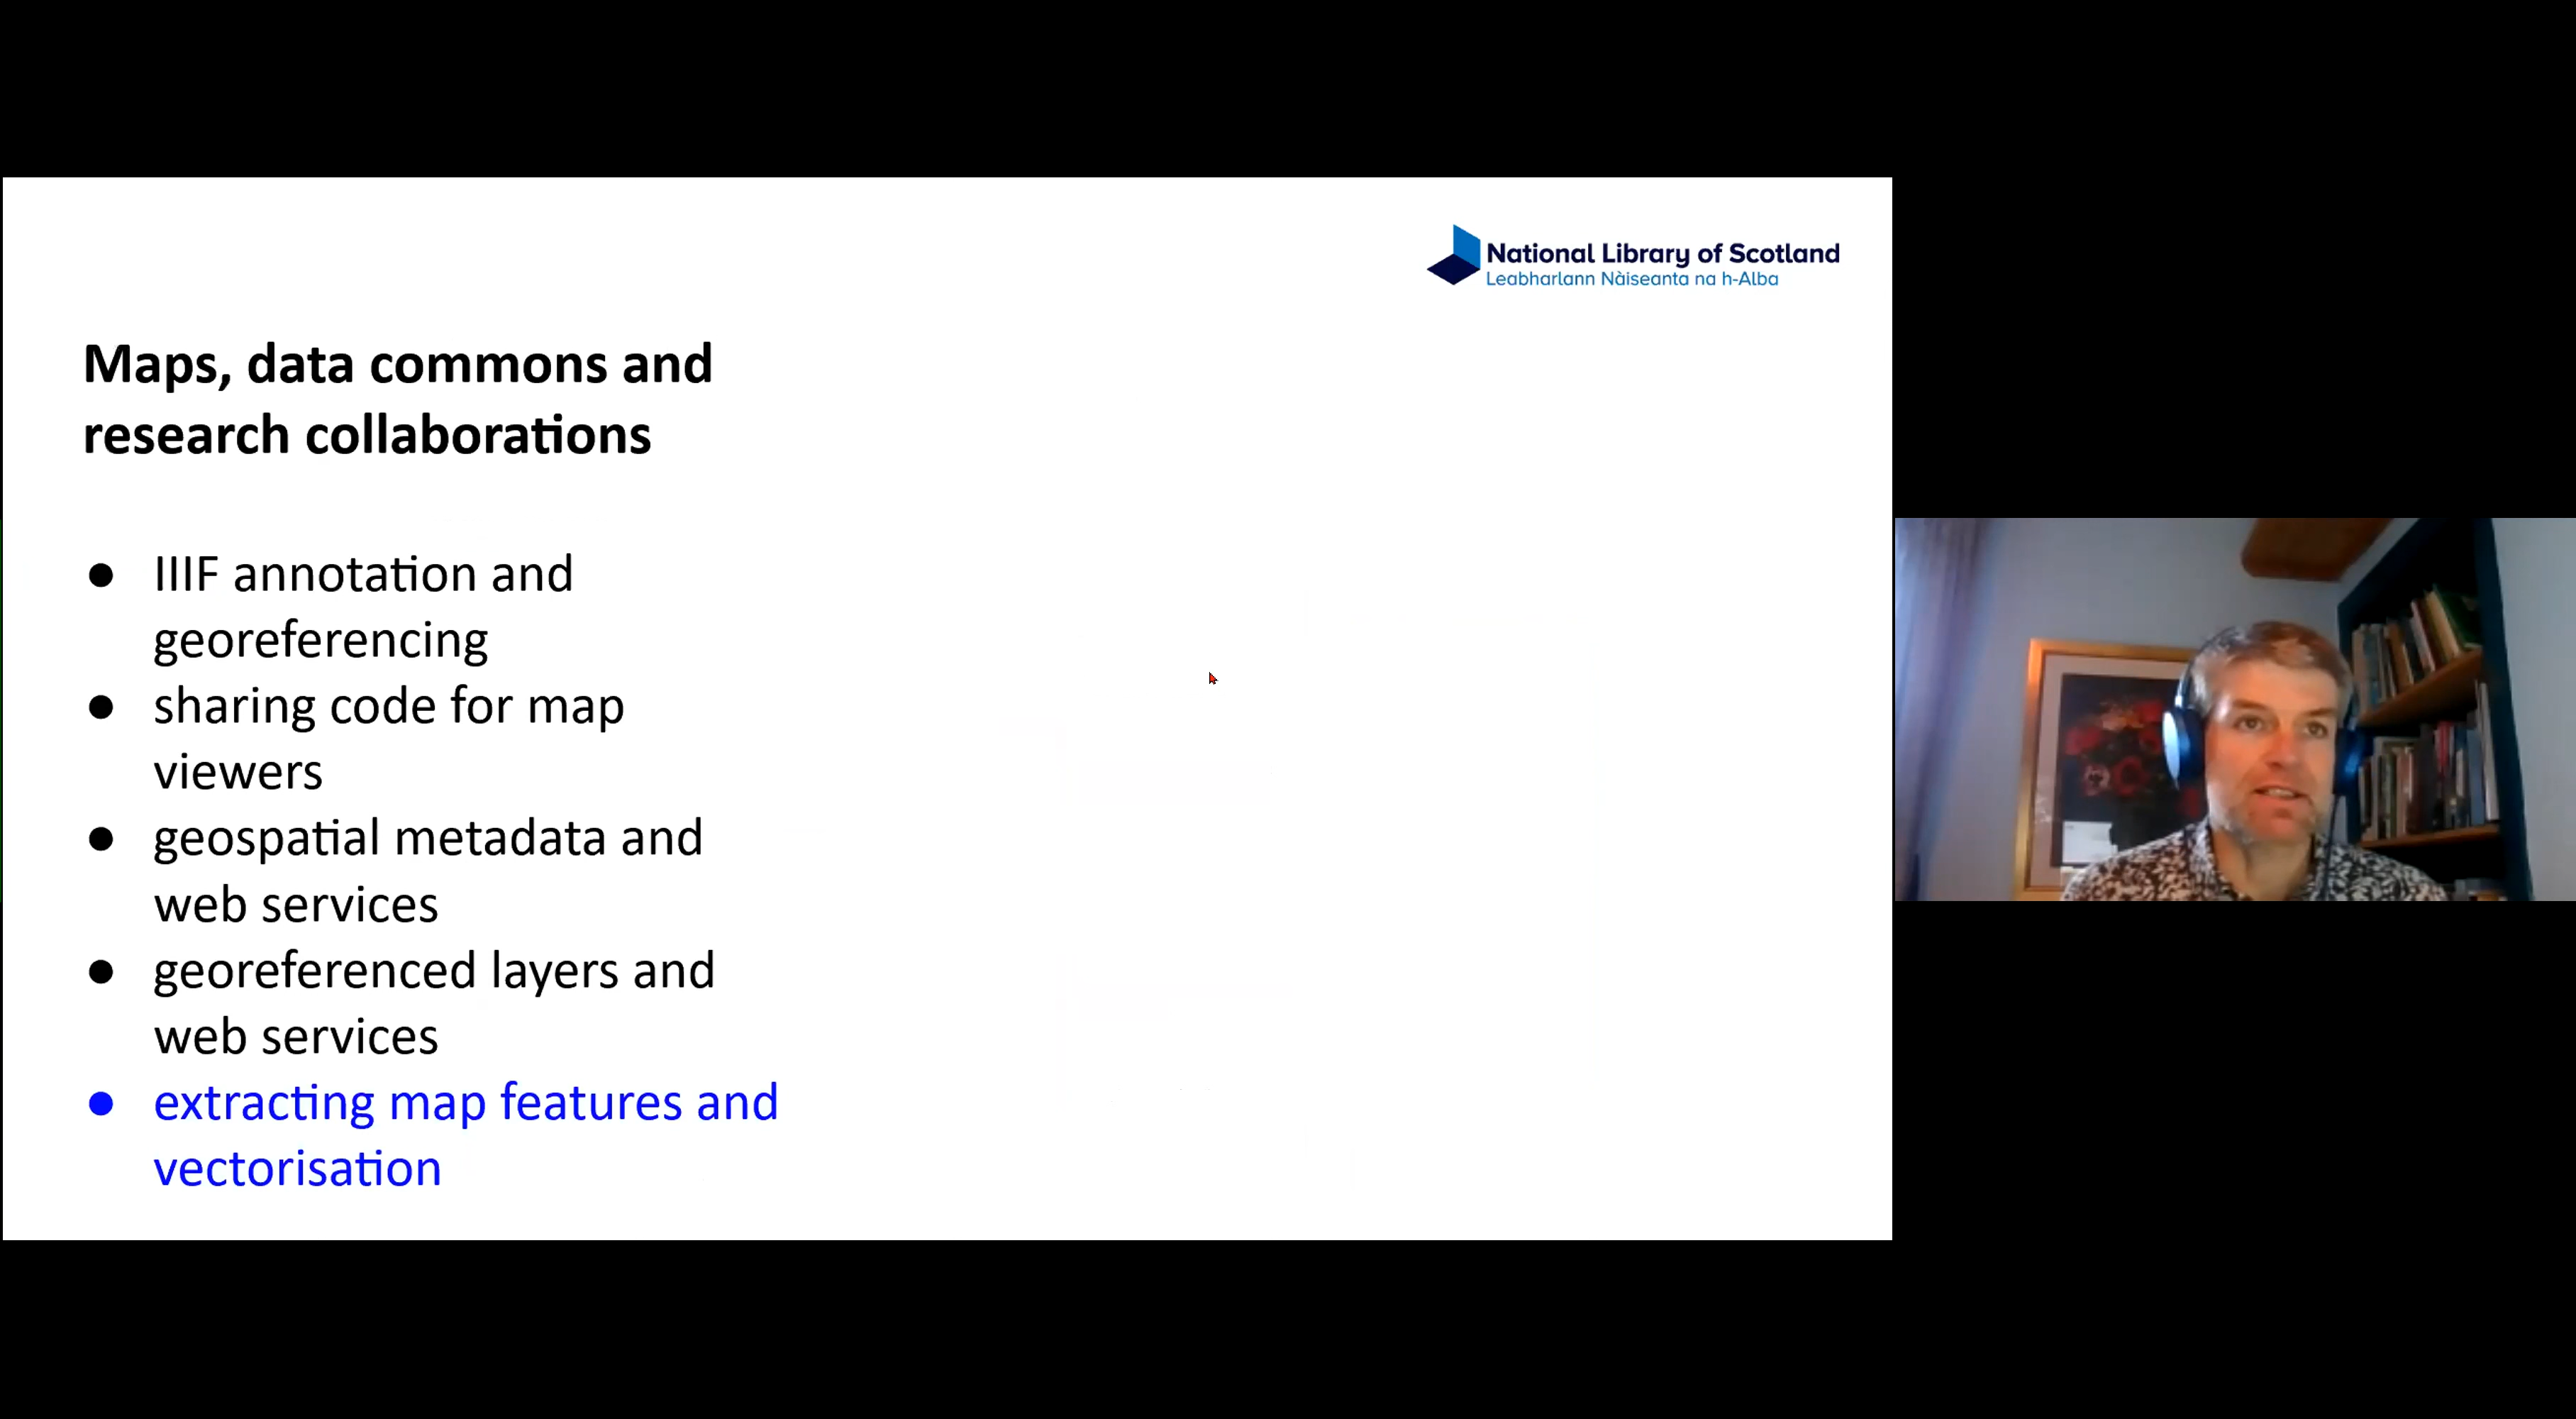 National Library of Scotland
Leabharlann Nàiseanta na h-Alba
Maps, data commons and
research collaborations
● IIIF annotation and
georeferencing
● sharing code for map
viewers
● geospatial metadata and
web services
● georeferenced layers and
web services
● extracting map features and
vectorisation